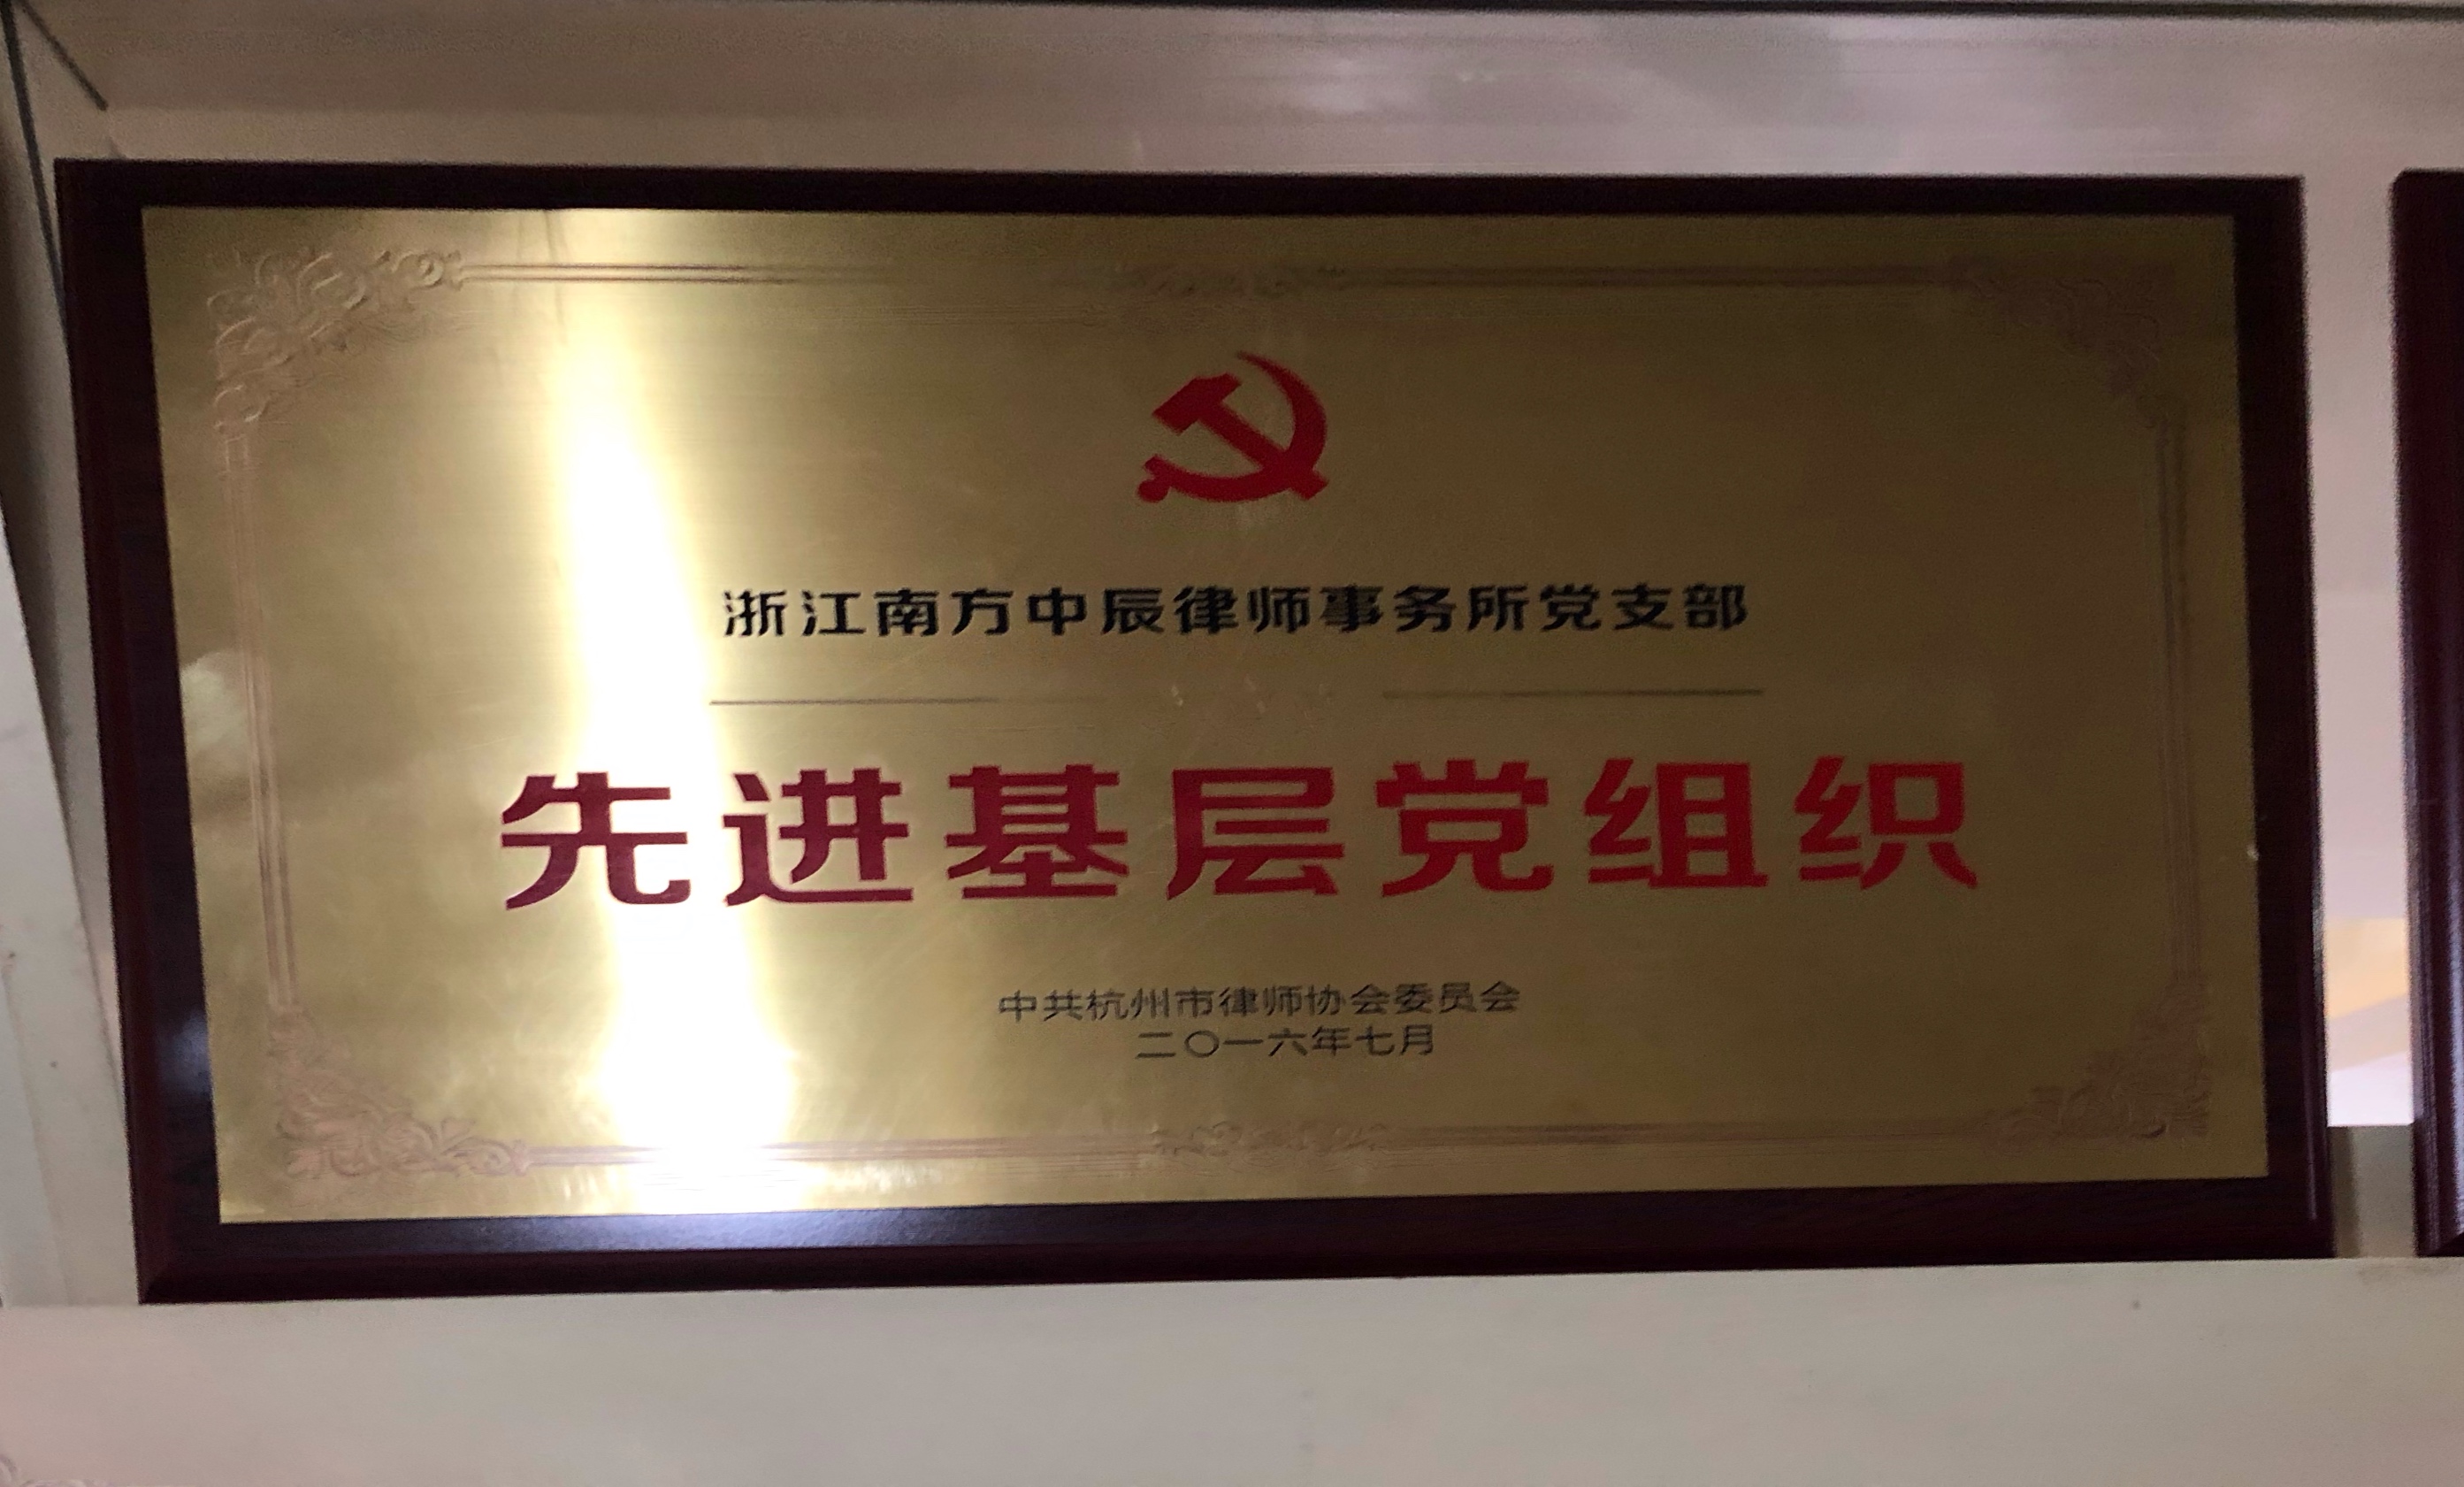 浙江南方中辰律师事务所党支部
先进基层党组织
中共杭州市律师协会委员会
二〇一六年七月